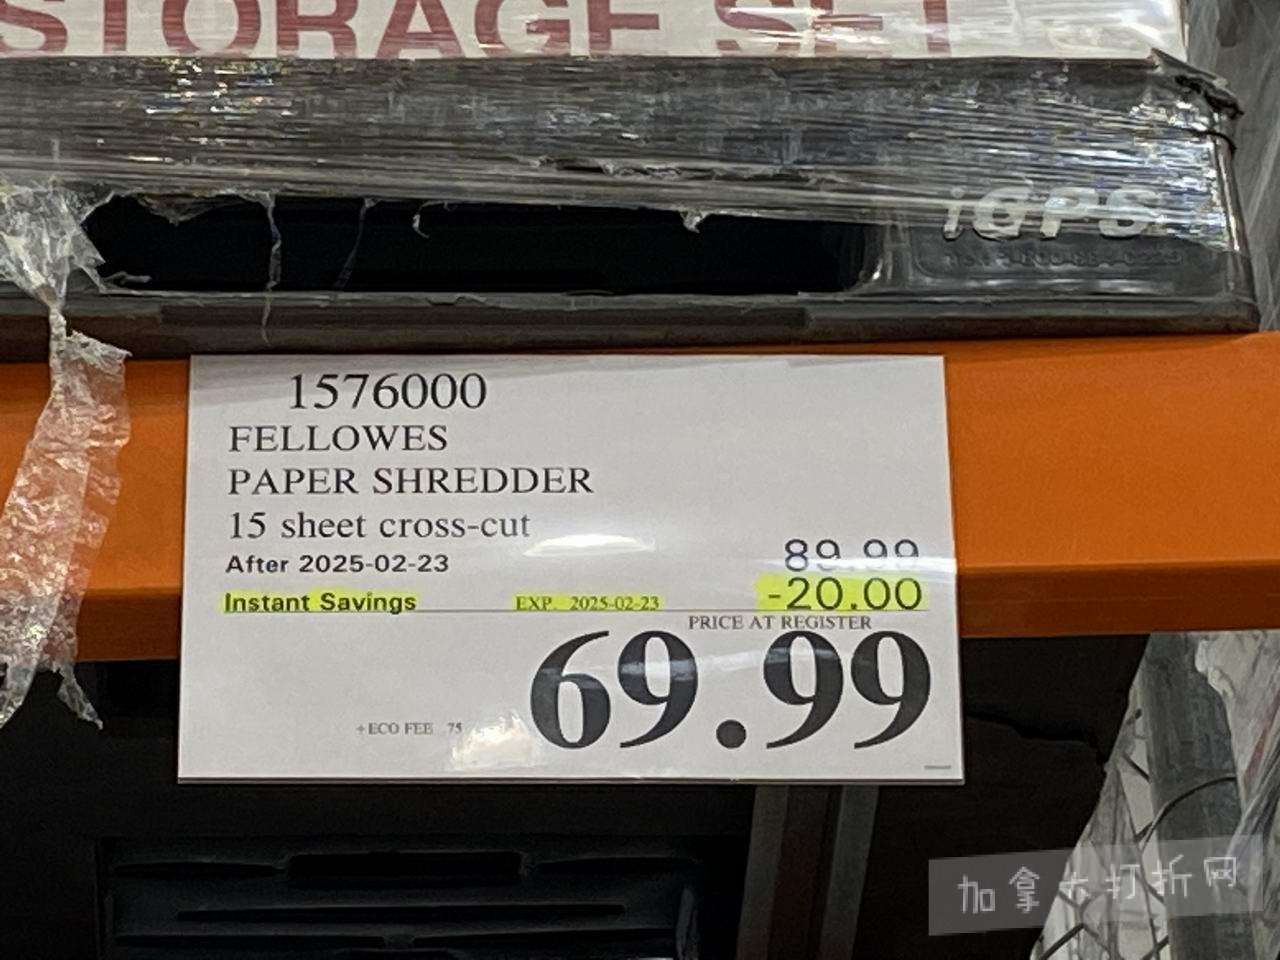 STORAGE SET
iGPS
1576000
FELLOWES
PAPER SHREDDER
15 sheet cross-cut
After 2025-02-23
89.99
Instant Savings EXP. 2025-02-23 -20.00
PRICE AT REGISTER
69.99
+ECO FEE 75
加拿大打折网